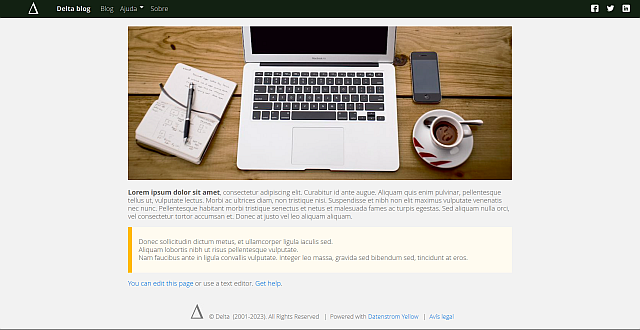 Delta blog Blog Ajuda Sobre
Lorem ipsum dolor sit amet, consectetur adipiscing elit. Curabitur id ante augue. Aliquam quis enim pulvinar, pellentesque
tellus ut, vulputate lectus. Morbi ac ultrices diam, non tristique nisi. Suspendisse et nibh non elit maximus vulputate venenatis
nec nunc. Pellentesque habitant morbi tristique senectus et netus et malesuada fames ac turpis egestas. Sed aliquam nulla orci,
vel consectetur tortor accumsan et. Donec at justo vel leo aliquam aliquam.
Donec sollicitudin dictum metus, et ullamcorper ligula iaculis sed.
Aliquam lobortis nibh ut risus pellentesque vulputate.
Nam faucibus ante in ligula convallis vulputate. Integer leo massa, gravida sed bibendum sed, tincidunt at eros.
You can edit this page or use a text editor. Get help.
© Delta (2001-2023). All Rights Reserved | Powered with Datenstrom Yellow | Avís legal